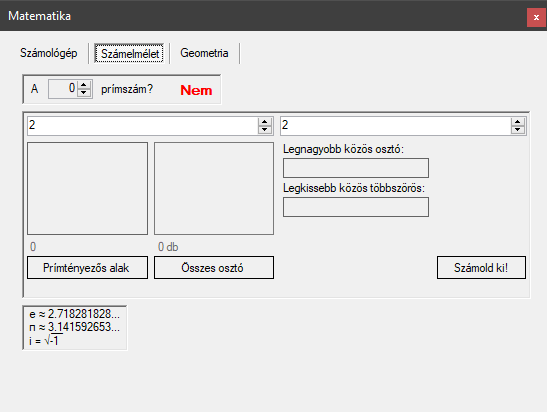 Matematika
x
Számológép Számelmélet Geometria
A 0 prímszám? Nem
2 2
Legnagyobb közös osztó:
Legkissebb közös többszörös:
0 0 db
Prímtényezős alak Összes osztó Számold ki!
e ≈ 2.718281828...
π ≈ 3.141592653...
i = √-1